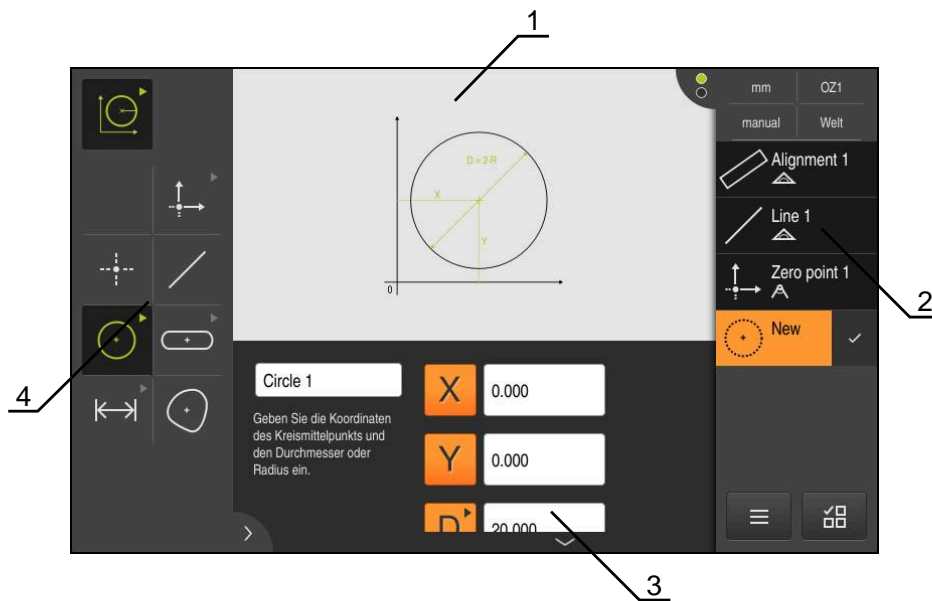 1
mm
OZ1
manual
Welt
D = 2·R
X
Y
0
Alignment 1
Line 1
2
Zero point 1
New
4
Circle 1
Geben Sie die Koordinaten
des Kreismittelpunkts und
den Durchmesser oder
Radius ein.
X
0.000
Y
0.000
D
20.000
3